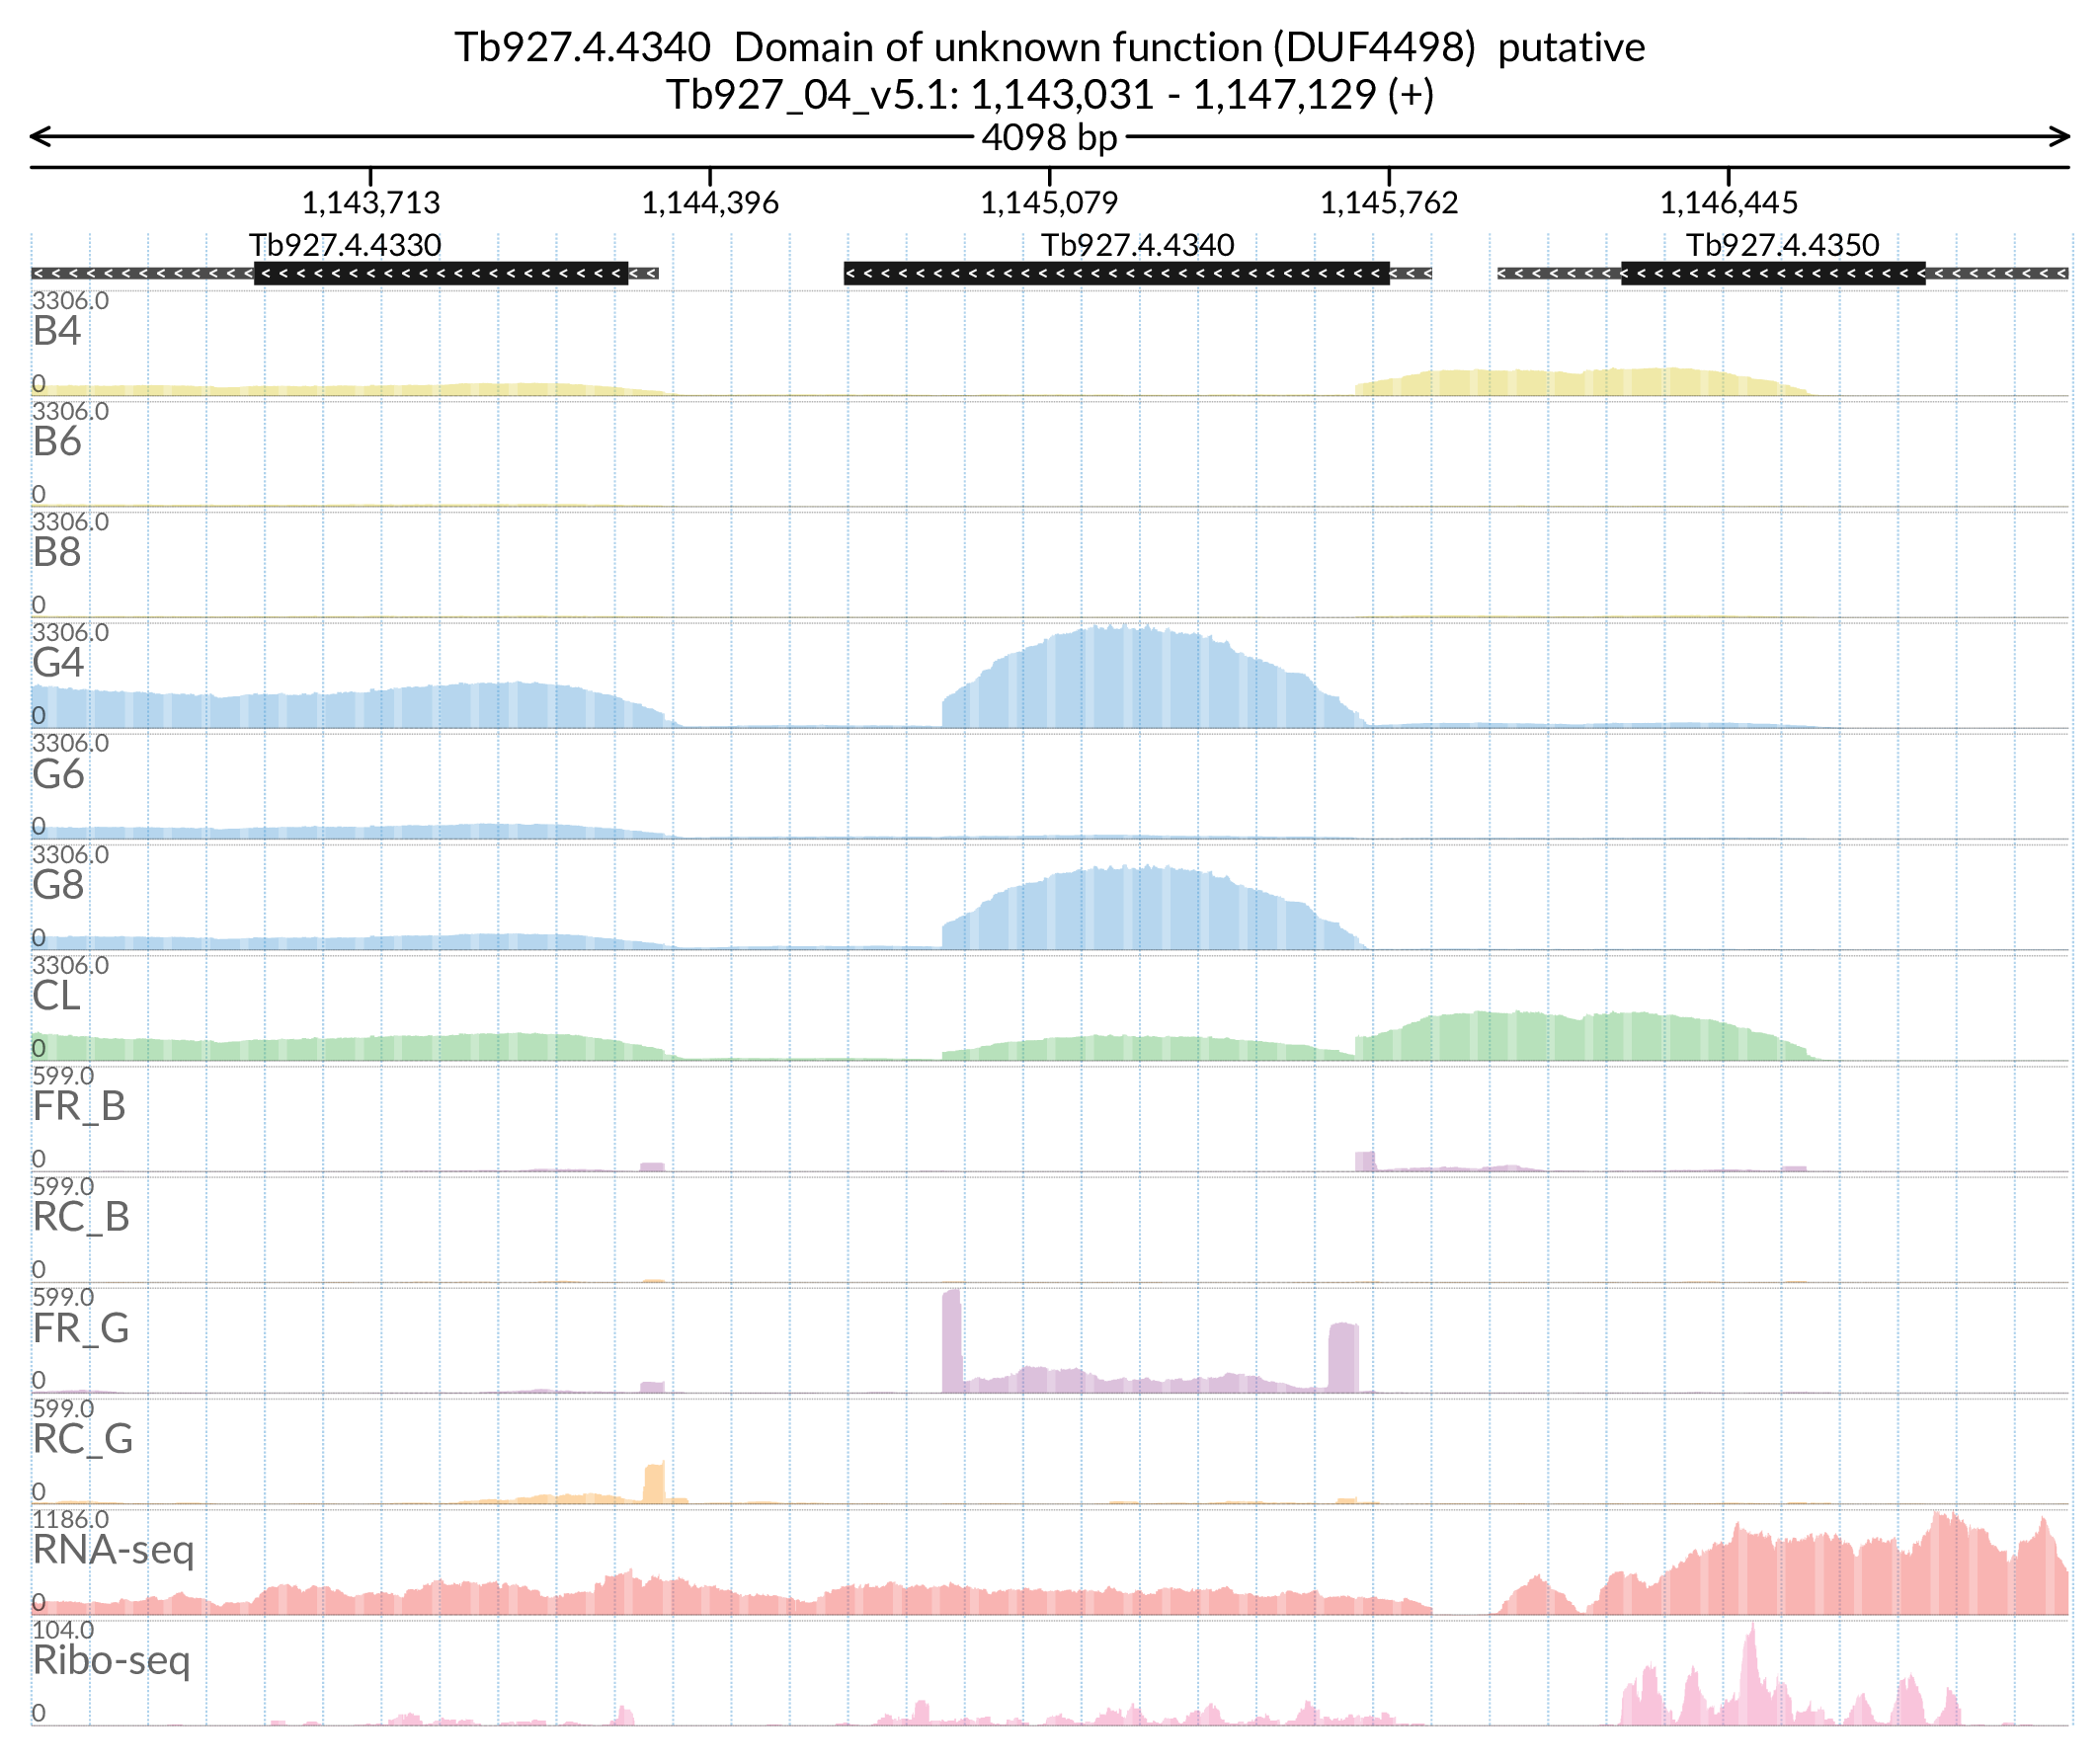 Tb927.4.4340  Domain of unknown function (DUF4498)  putative
Tb927_04_v5.1: 1,143,031 - 1,147,129 (+)
4098 bp
1,143,713 1,144,396 1,145,079 1,145,762 1,146,445
Tb927.4.4330 Tb927.4.4340 Tb927.4.4350
3306.0
B4
0
3306.0
B6
0
3306.0
B8
0
3306.0
G4
0
3306.0
G6
0
3306.0
G8
0
3306.0
CL
0
599.0
FR_B
0
599.0
RC_B
0
599.0
FR_G
0
599.0
RC_G
0
1186.0
RNA-seq
0
104.0
Ribo-seq
0